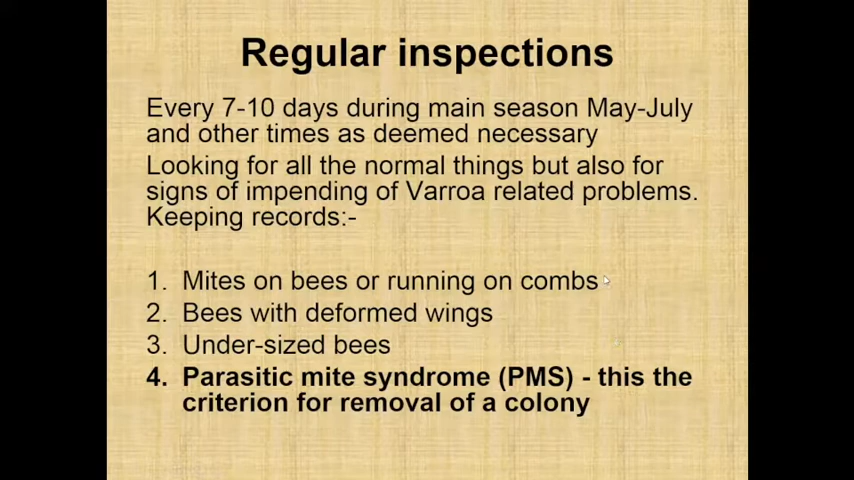 Regular inspections
Every 7-10 days during main season May-July
and other times as deemed necessary
Looking for all the normal things but also for
signs of impending of Varroa related problems.
Keeping records:-
1. Mites on bees or running on combs
2. Bees with deformed wings
3. Under-sized bees
4. Parasitic mite syndrome (PMS) - this the
criterion for removal of a colony